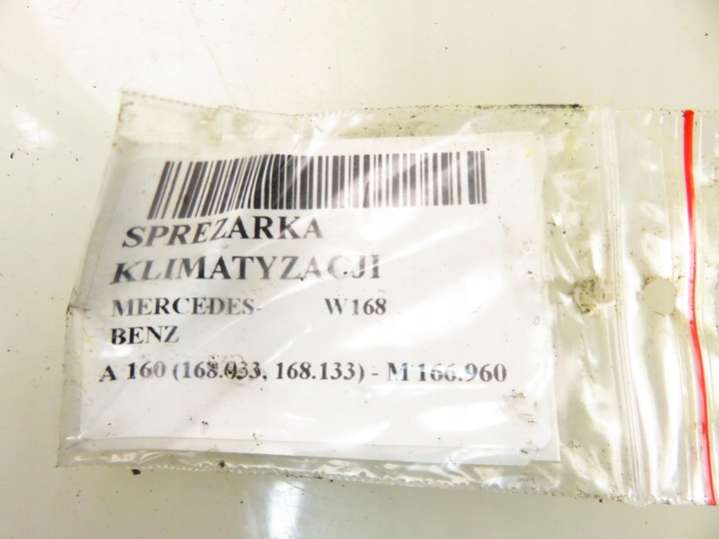 SPREZARKA
KLIMATYZACJI
MERCEDES- W168
BENZ
A 160 (168.033, 168.133) - M 166.960